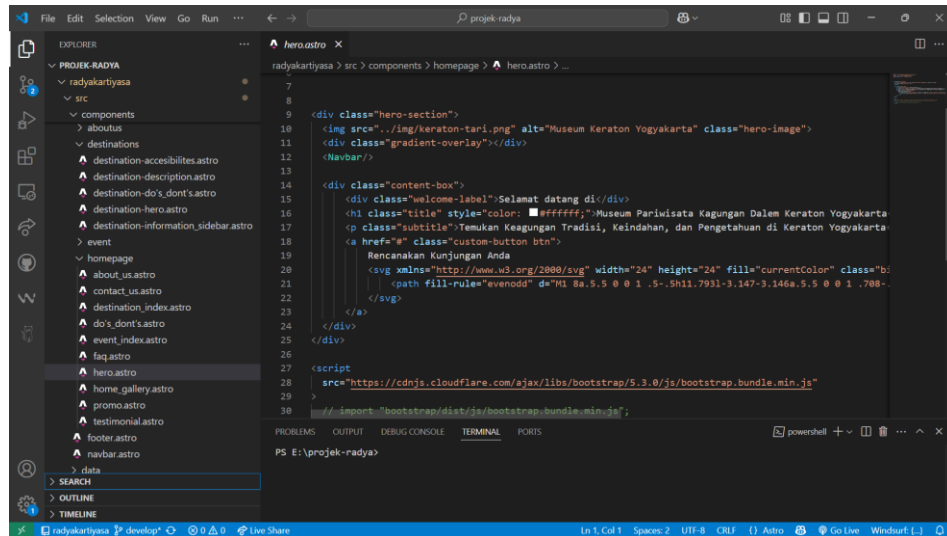 File Edit Selection View Go Run ··· projek-radya
EXPLORER ···
PROJEK-RADYA
radyakartiyasa
src
components
aboutus
destinations
destination-accesibilites.astro
destination-description.astro
destination-do's_dont's.astro
destination-hero.astro
destination-information_sidebar.astro
event
homepage
about_us.astro
contact_us.astro
destination_index.astro
do's_dont's.astro
event_index.astro
faq.astro
hero.astro
home_gallery.astro
promo.astro
testimonial.astro
footer.astro
navbar.astro
data
SEARCH
OUTLINE
TIMELINE
2
1
hero.astro
radyakartiyasa > src > components > homepage > hero.astro > ...
7
8
9 <div class="hero-section">
10 <img src="../img/keraton-tari.png" alt="Museum Keraton Yogyakarta" class="hero-image">
11 <div class="gradient-overlay"></div>
12 <Navbar/>
13
14 <div class="content-box">
15 <div class="welcome-label">Selamat datang di</div>
16 <h1 class="title" style="color: #ffffff;">Museum Pariwisata Kagungan Dalem Keraton Yogyakarta
17 <p class="subtitle">Temukan Keagungan Tradisi, Keindahan, dan Pengetahuan di Keraton Yogyakarta
18 <a href="#" class="custom-button btn">
19 Rencanakan Kunjungan Anda
20 <svg xmlns="http://www.w3.org/2000/svg" width="24" height="24" fill="currentColor" class="bi
21 <path fill-rule="evenodd" d="M1 8a.5.5 0 0 1 .5-.5h11.793l-3.147-3.146a.5.5 0 0 1 .708-.
22 </svg>
23 </a>
24 </div>
25 </div>
26
27 <script
28 src="https://cdnjs.cloudflare.com/ajax/libs/bootstrap/5.3.0/js/bootstrap.bundle.min.js"
29 >
30 // import "bootstrap/dist/js/bootstrap.bundle.min.js";
PROBLEMS OUTPUT DEBUG CONSOLE TERMINAL PORTS powershell
PS E:\projek-radya>
radyakartiyasa develop* 0 0 Live Share Ln 1, Col 1 Spaces: 2 UTF-8 CRLF {} Astro Go Live Windsurf: {...}